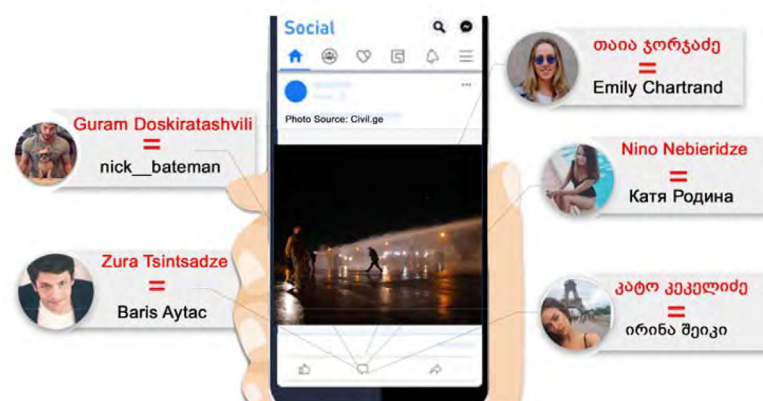 Social
Photo Source: Civil.ge
Guram Doskiratashvili
=
nick__bateman
Zura Tsintsadze
=
Baris Aytac
თაია ჯორჯაძე
=
Emily Chartrand
Nino Nebieridze
=
Катя Родина
კატო კეკელიძე
=
ირინა შეიკი